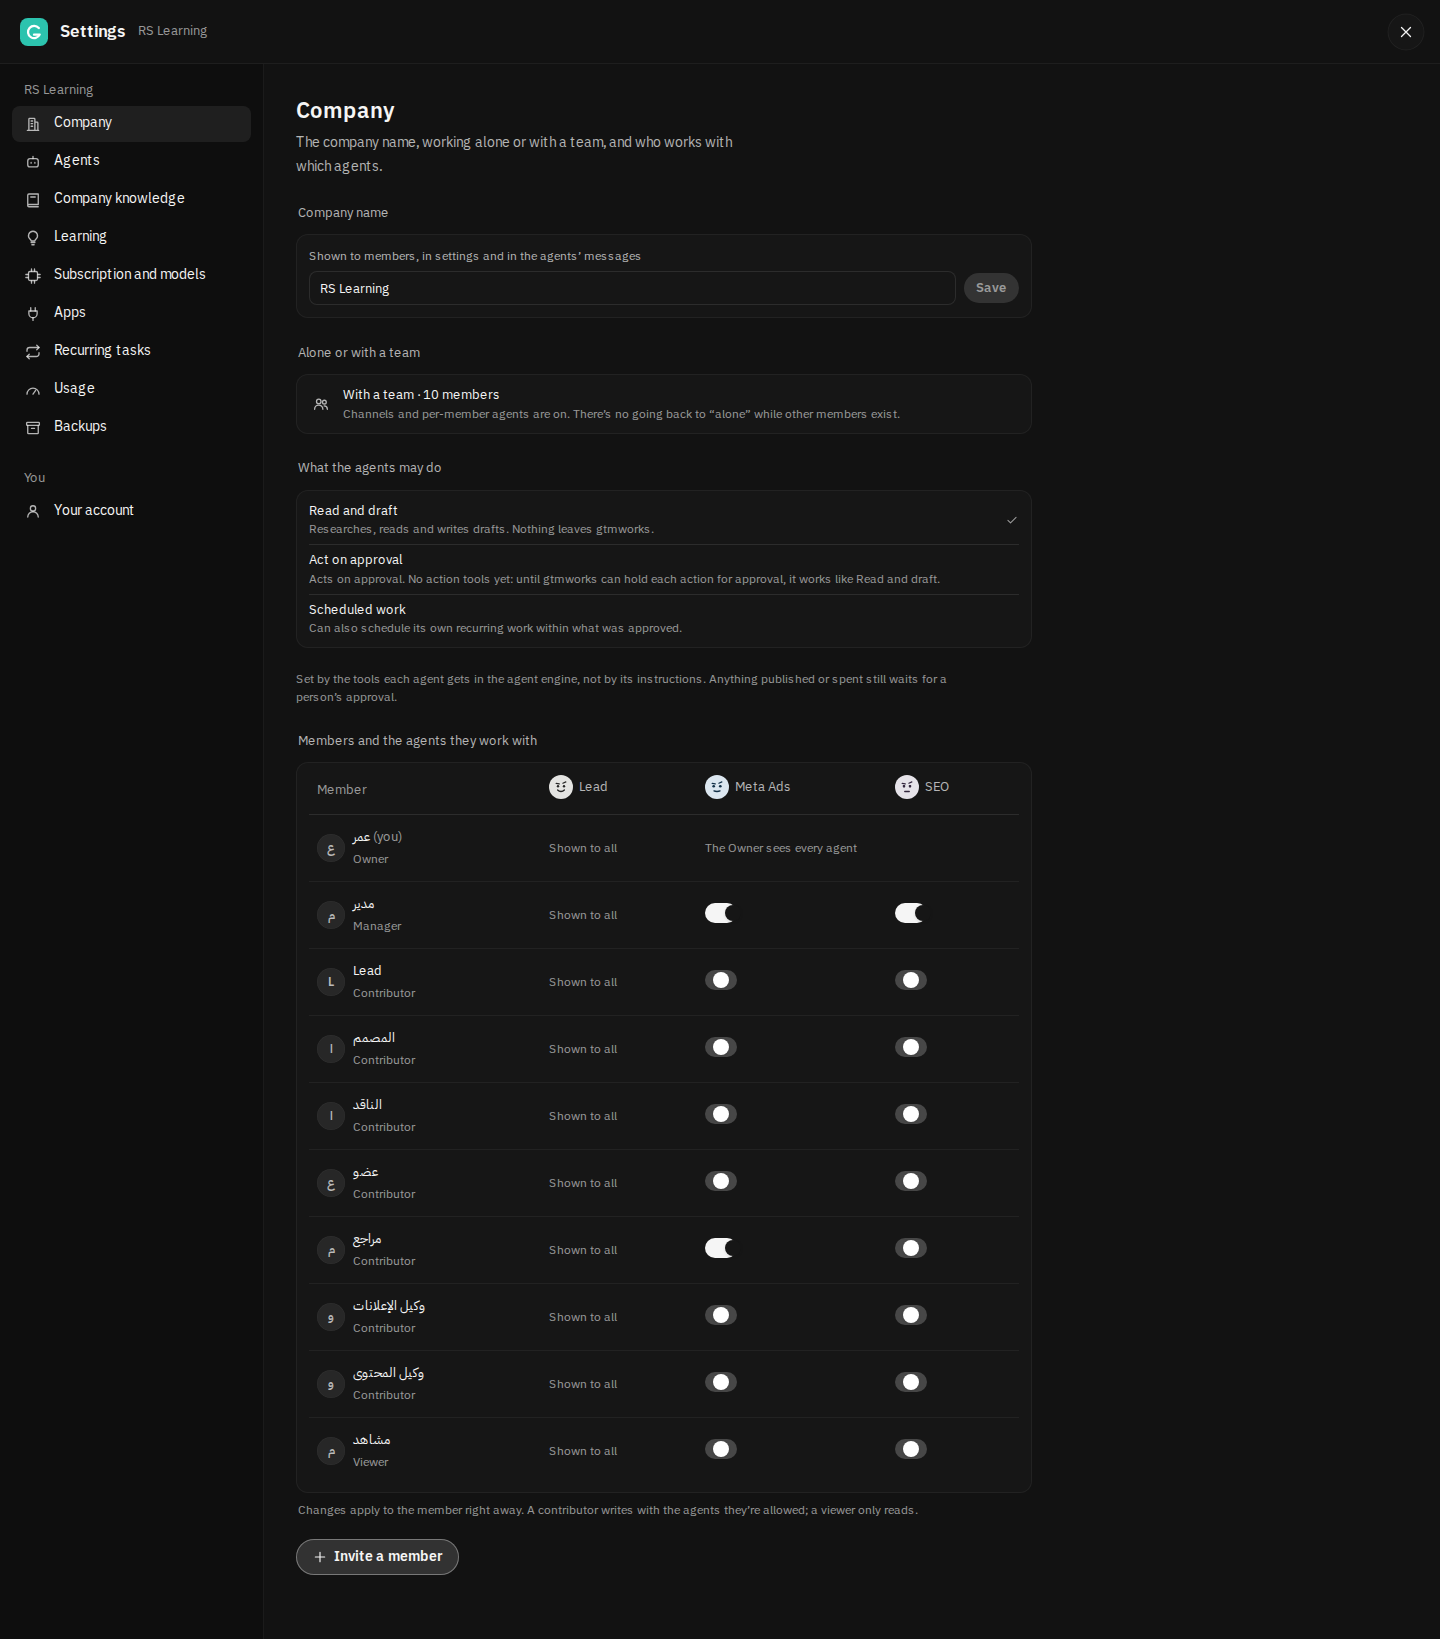 Settings RS Learning
RS Learning
Company
Agents
Company knowledge
Learning
Subscription and models
Apps
Recurring tasks
Usage
Backups
You
Your account
Company
The company name, working alone or with a team, and who works with
which agents.
Company name
Shown to members, in settings and in the agents’ messages
RS Learning
Save
Alone or with a team
With a team · 10 members
Channels and per-member agents are on. There’s no going back to “alone” while other members exist.
What the agents may do
Read and draft
Researches, reads and writes drafts. Nothing leaves gtmworks.
Act on approval
Acts on approval. No action tools yet: until gtmworks can hold each action for approval, it works like Read and draft.
Scheduled work
Can also schedule its own recurring work within what was approved.
Set by the tools each agent gets in the agent engine, not by its instructions. Anything published or spent still waits for a
person’s approval.
Members and the agents they work with
Member Lead Meta Ads SEO
ع عمر (you)
Owner
Shown to all The Owner sees every agent
م مدير
Manager
Shown to all
L Lead
Contributor
Shown to all
ا المصمم
Contributor
Shown to all
ا الناقد
Contributor
Shown to all
ع عضو
Contributor
Shown to all
م مراجع
Contributor
Shown to all
و وكيل الإعلانات
Contributor
Shown to all
و وكيل المحتوى
Contributor
Shown to all
م مشاهد
Viewer
Shown to all
Changes apply to the member right away. A contributor writes with the agents they’re allowed; a viewer only reads.
Invite a member